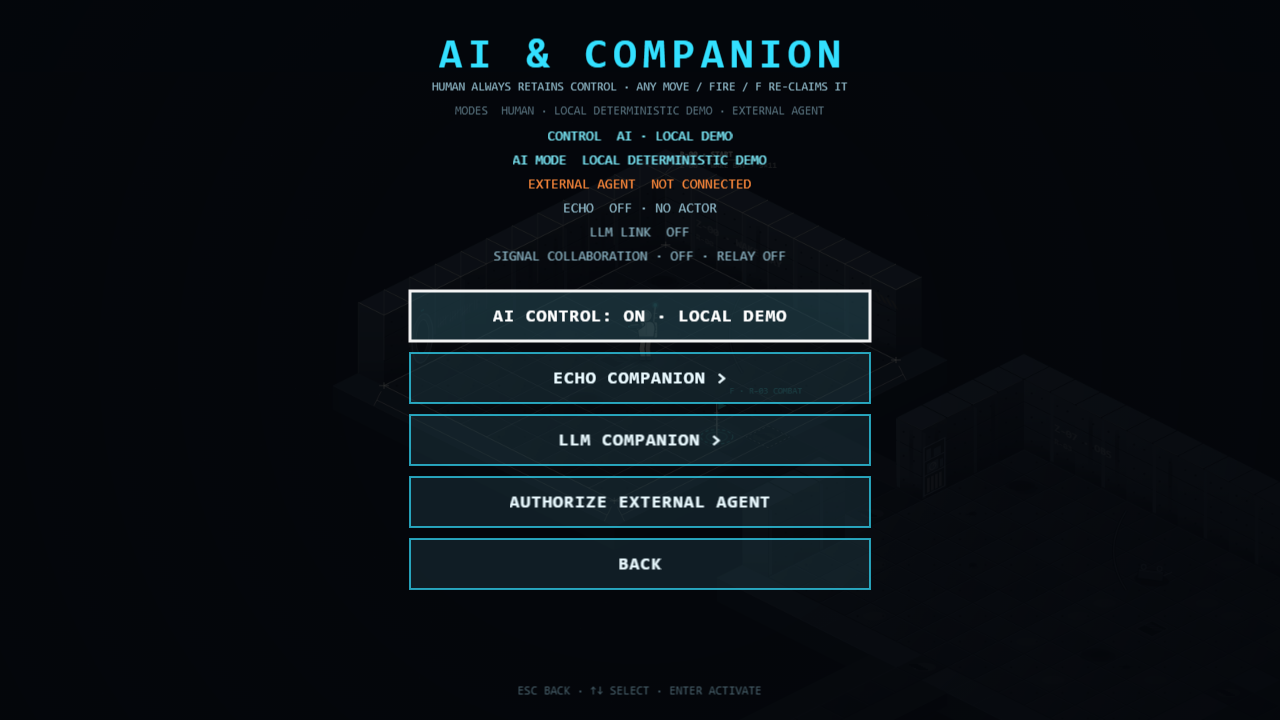 AI & COMPANION
HUMAN ALWAYS RETAINS CONTROL · ANY MOVE / FIRE / F RE-CLAIMS IT
MODES  HUMAN · LOCAL DETERMINISTIC DEMO · EXTERNAL AGENT
CONTROL  AI · LOCAL DEMO
AI MODE  LOCAL DETERMINISTIC DEMO
EXTERNAL AGENT  NOT CONNECTED
ECHO  OFF · NO ACTOR
LLM LINK  OFF
SIGNAL COLLABORATION · OFF · RELAY OFF
AI CONTROL: ON · LOCAL DEMO
ECHO COMPANION >
LLM COMPANION >
AUTHORIZE EXTERNAL AGENT
BACK
ESC BACK · ↑↓ SELECT · ENTER ACTIVATE